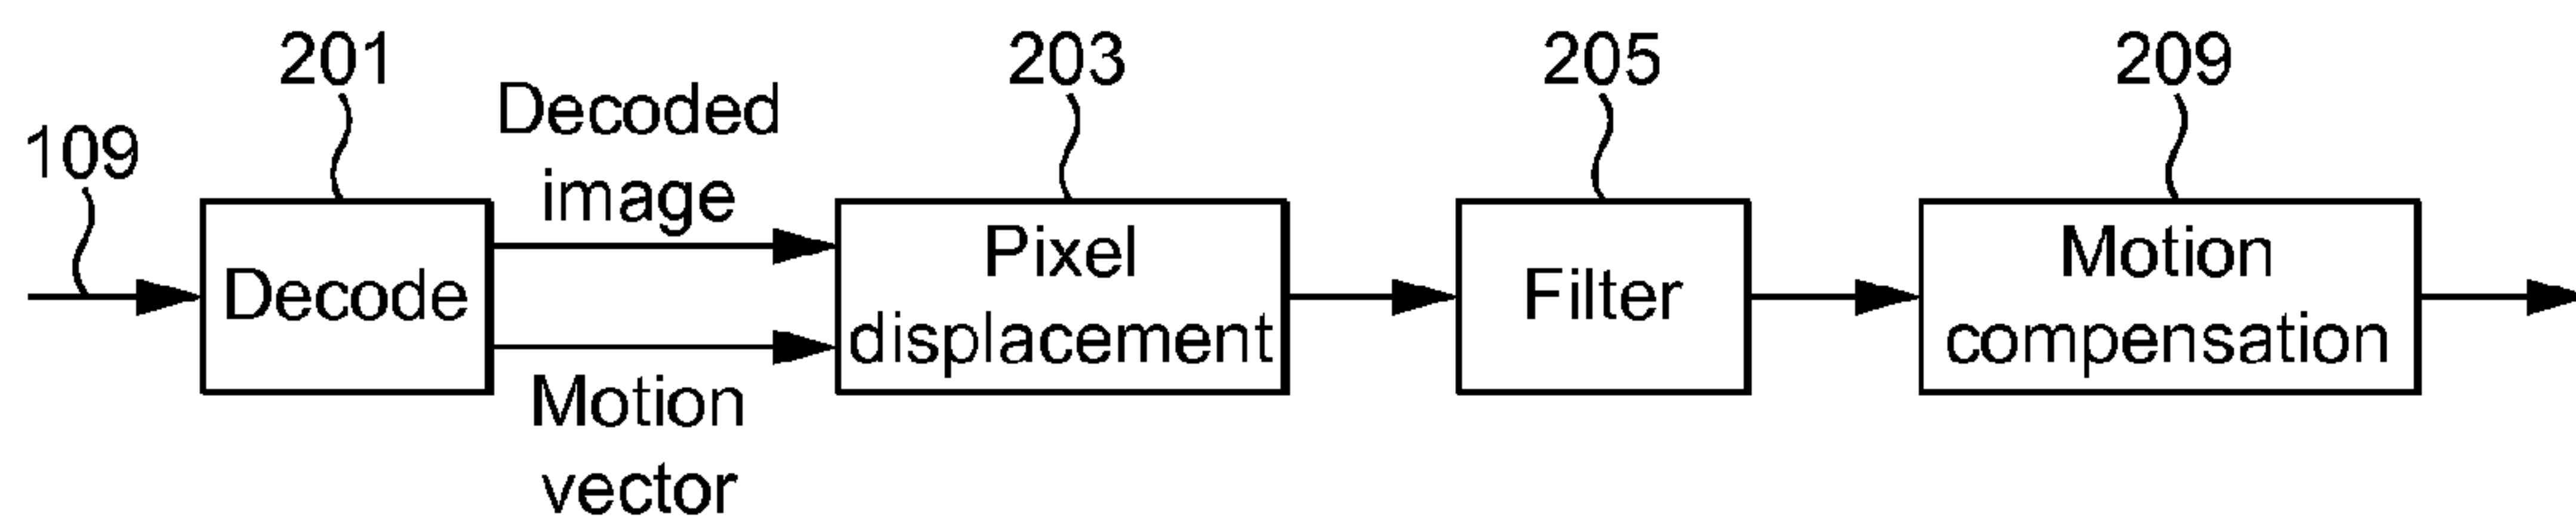 201
203
205
209
Decoded
image
109
Decode
Pixel
displacement
Filter
Motion
compensation
Motion
vector